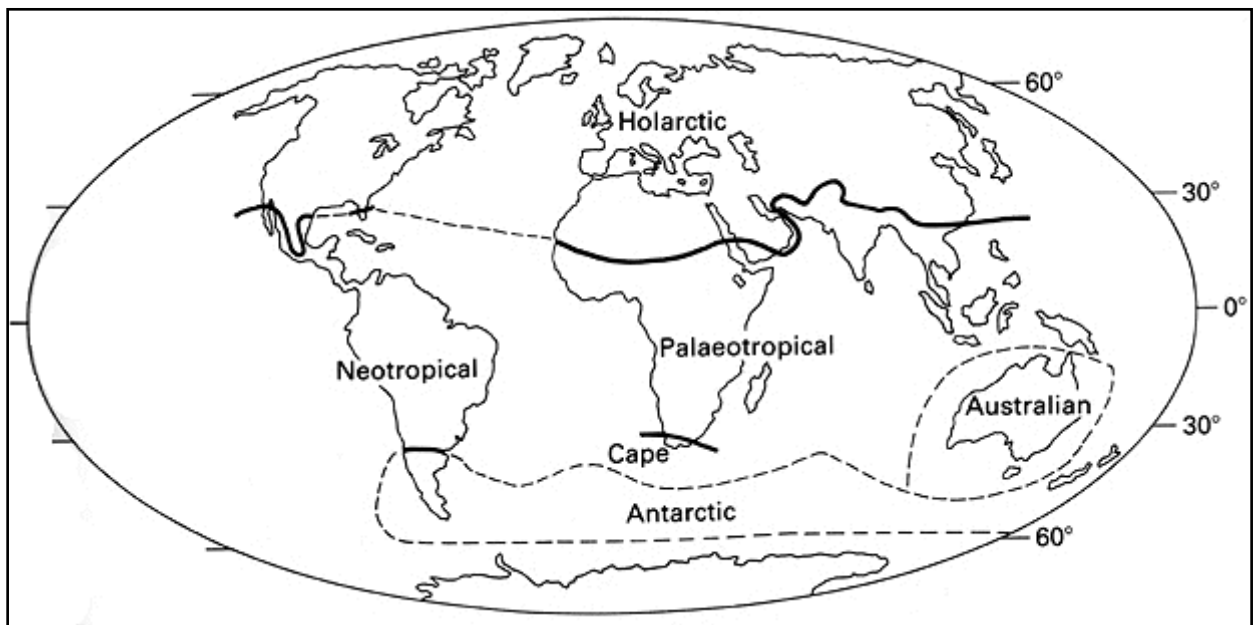 60°
Holarctic
30°
0°
Neotropical
Palaeotropical
Australian
30°
Cape
Antarctic
60°